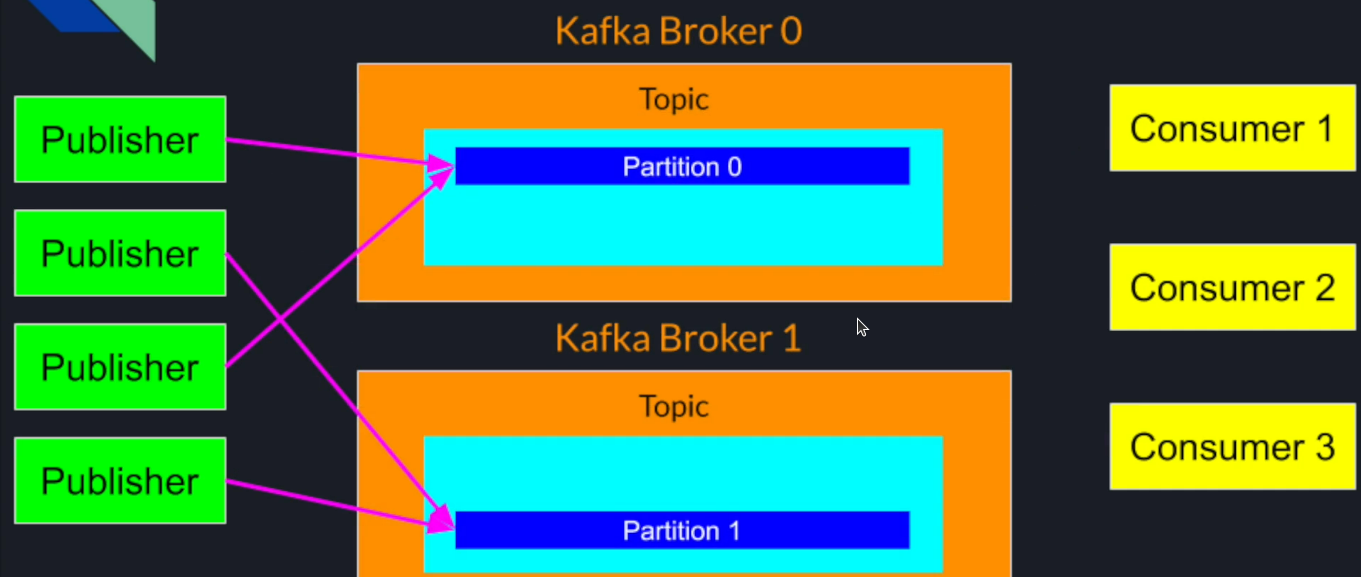 Kafka Broker 0
Topic
Partition 0
Publisher
Publisher
Publisher
Publisher
Kafka Broker 1
Topic
Partition 1
Consumer 1
Consumer 2
Consumer 3